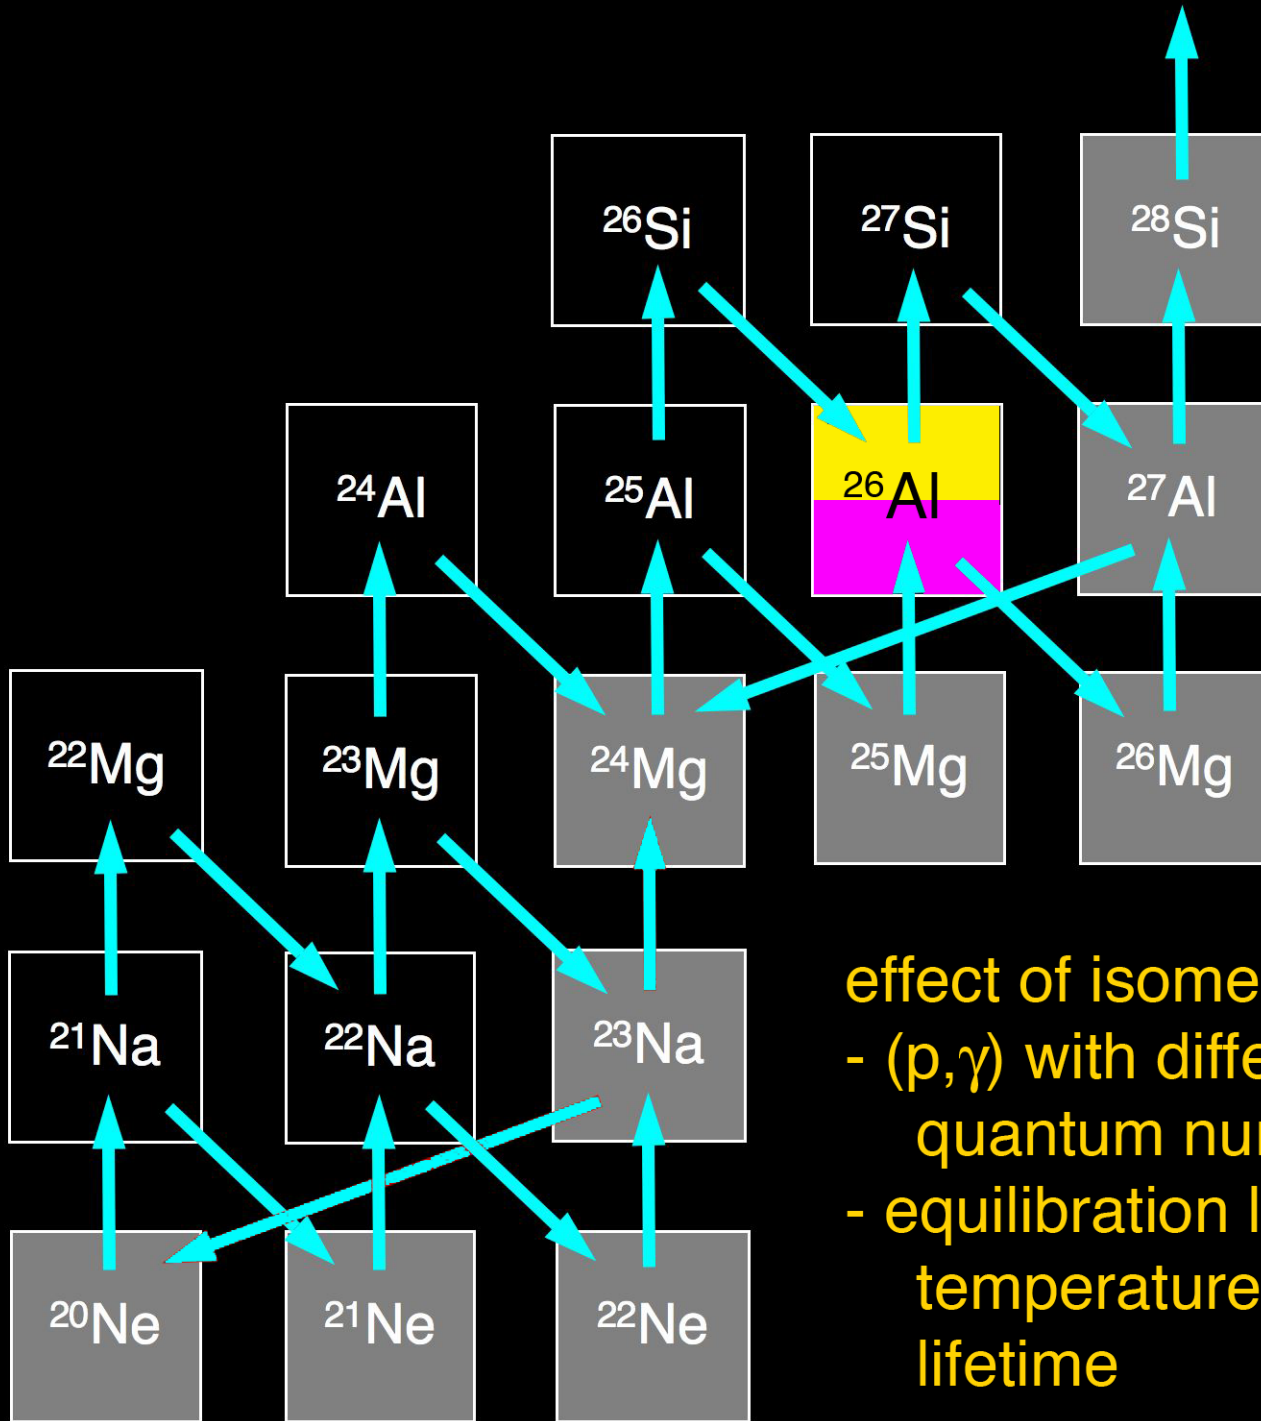 ²⁶Si ²⁷Si ²⁸Si
²⁴Al ²⁵Al ²⁶Al ²⁷Al
²²Mg ²³Mg ²⁴Mg ²⁵Mg ²⁶Mg
²¹Na ²²Na ²³Na
²⁰Ne ²¹Ne ²²Ne
effect of isome
- (p,γ) with diffe
quantum nu
- equilibration
temperature
lifetime